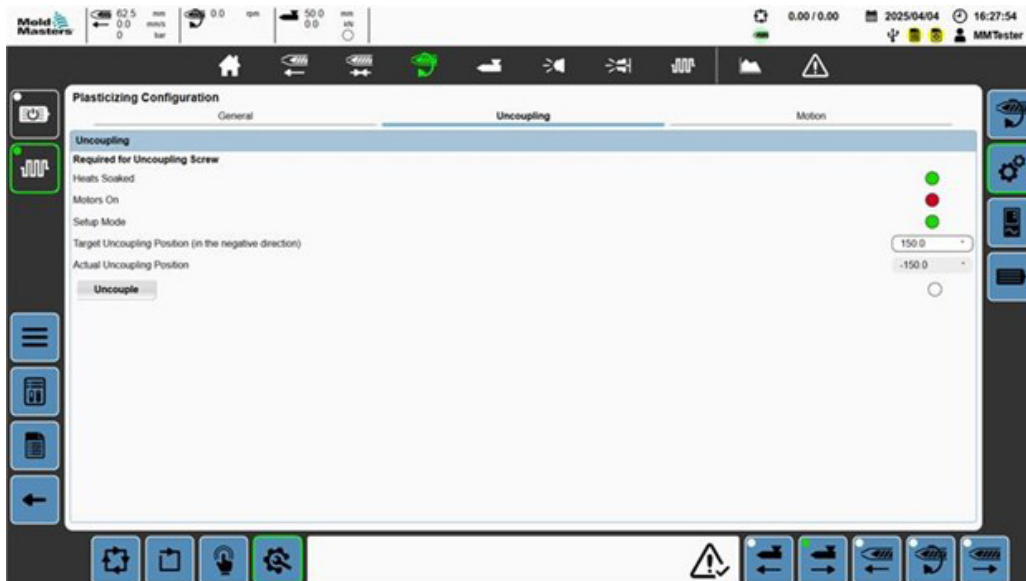 Mold Masters
62.5 mm
0.0 mm/s
0 bar
0.0 rpm
50.0 mm
0.0 kN
0.00 / 0.00
2025/04/04
16:27:54
MMTester
Plasticizing Configuration
General
Uncoupling
Motion
Uncoupling
Required for Uncoupling Screw
Heats Soaked
Motors On
Setup Mode
Target Uncoupling Position (in the negative direction) 150.0 °
Actual Uncoupling Position -150.0 °
Uncouple